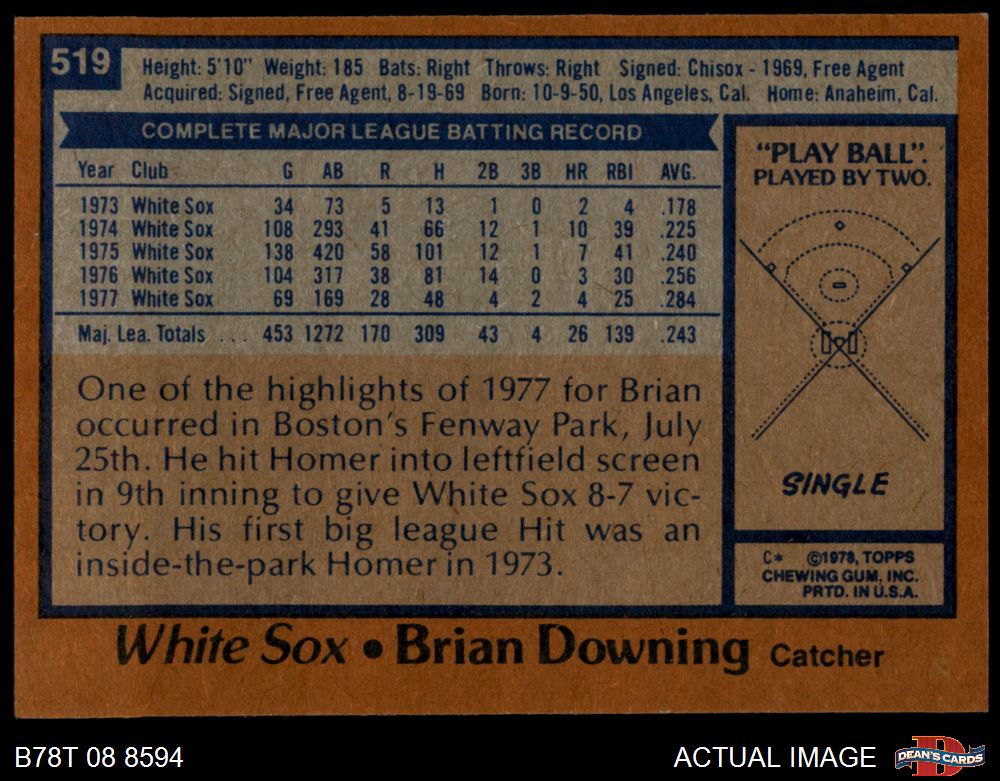 519
Height: 5'10" Weight: 185 Bats: Right Throws: Right Signed: Chisox - 1969, Free Agent
Acquired: Signed, Free Agent, 8-19-69 Born: 10-9-50, Los Angeles, Cal. Home: Anaheim, Cal.
COMPLETE MAJOR LEAGUE BATTING RECORD
Year Club G AB R H 2B 3B HR RBI AVG.
1973 White Sox 34 73 5 13 1 0 2 4 .178
1974 White Sox 108 293 41 66 12 1 10 39 .225
1975 White Sox 138 420 58 101 12 1 7 41 .240
1976 White Sox 104 317 38 81 14 0 3 30 .256
1977 White Sox 69 169 28 48 4 2 4 25 .284
Maj. Lea. Totals ... 453 1272 170 309 43 4 26 139 .243
One of the highlights of 1977 for Brian
occurred in Boston's Fenway Park, July
25th. He hit Homer into leftfield screen
in 9th inning to give White Sox 8-7 vic-
tory. His first big league Hit was an
inside-the-park Homer in 1973.
"PLAY BALL".
PLAYED BY TWO.
SINGLE
C* ©1978, TOPPS
CHEWING GUM, INC.
PRTD. IN U.S.A.
White Sox • Brian Downing Catcher
B78T 08 8594
ACTUAL IMAGE
D
DEAN'S CARDS